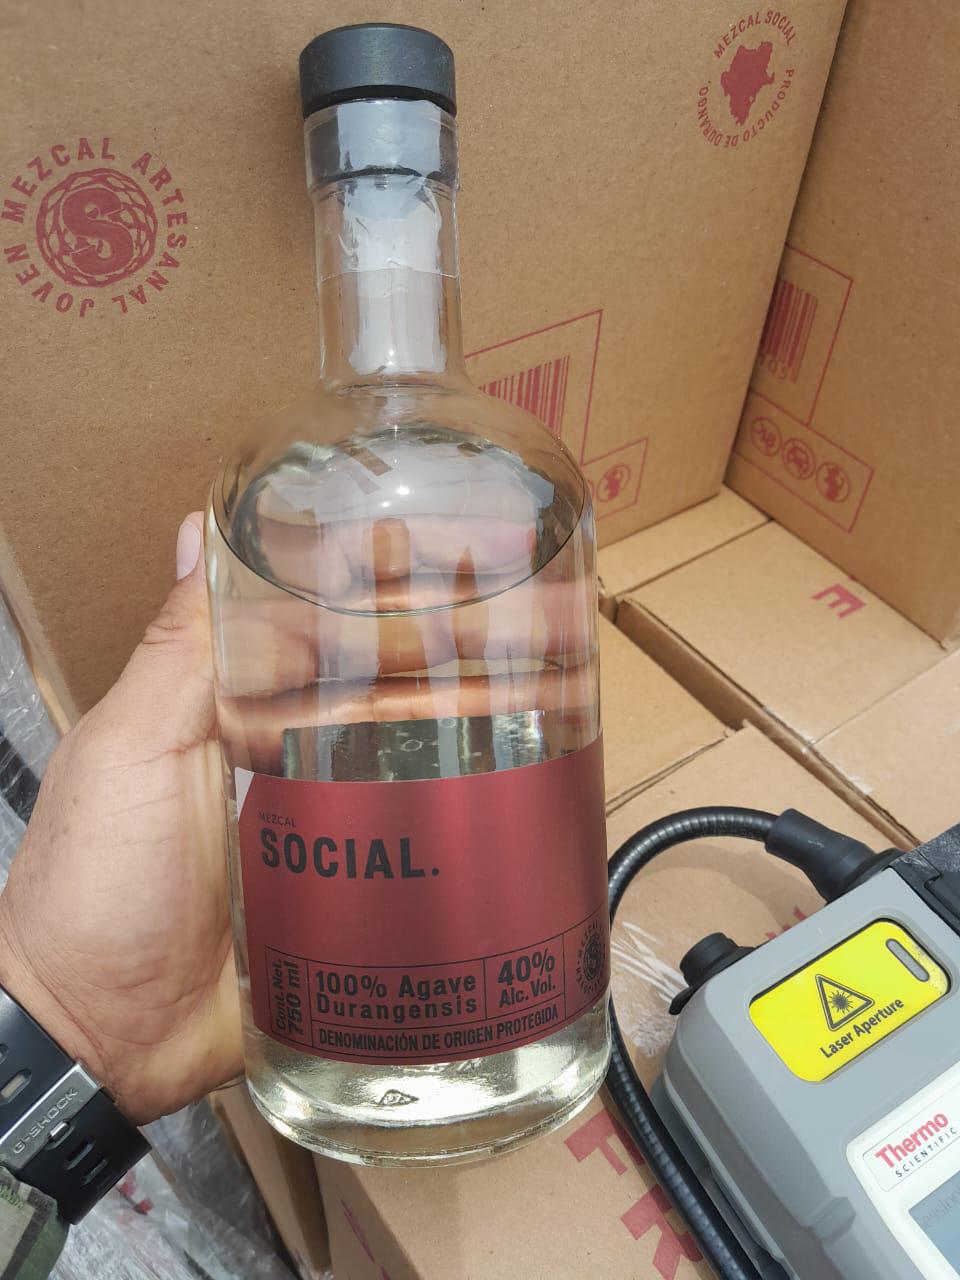 MEZCAL SOCIAL
PRODUCTO DE DURANGO.
MEZCAL ARTESANAL JOVEN
S
MEZCAL
SOCIAL.
Cont. Net.
750 ml
100% Agave
Durangensis
40%
Alc. Vol.
DENOMINACIÓN DE ORIGEN PROTEGIDA
Laser Aperture
Thermo
SCIENTIFIC
G-SHOCK